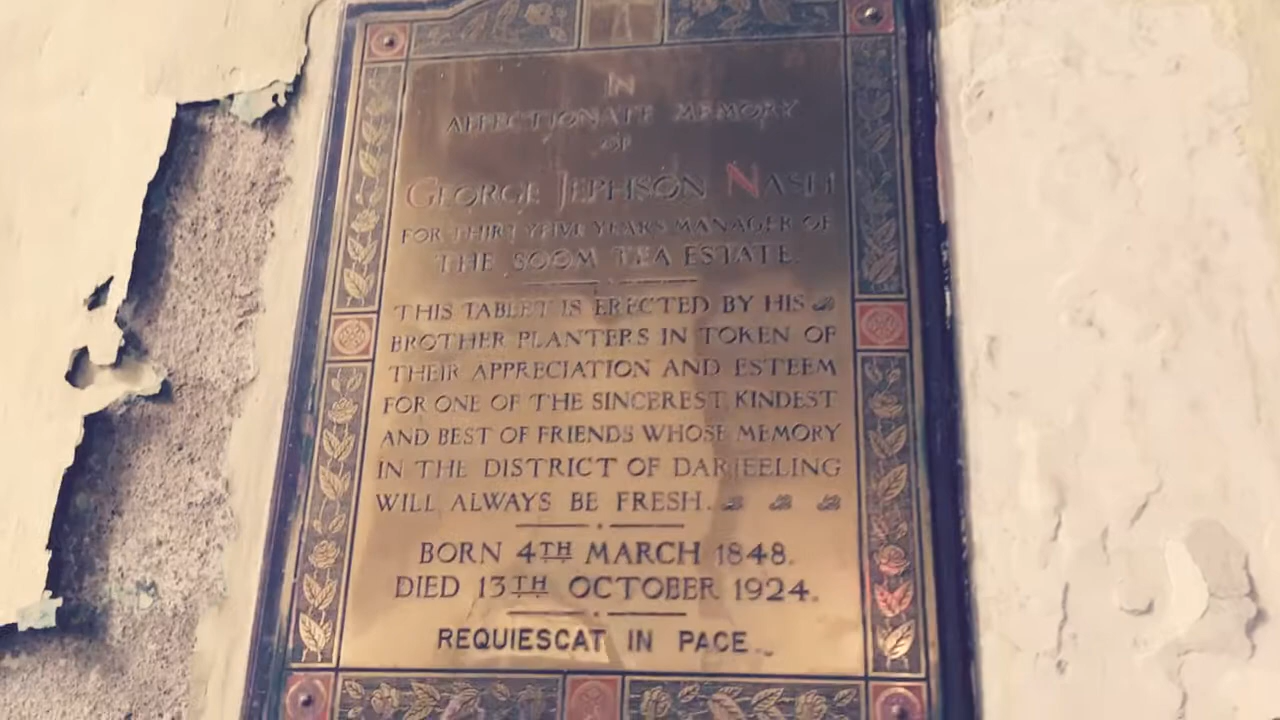 IN
AFFECTIONATE MEMORY
OF
GEORGE JEPHSON NASH
FOR THIRTYFIVE YEARS MANAGER OF
THE SOOM TEA ESTATE.
THIS TABLET IS ERECTED BY HIS
BROTHER PLANTERS IN TOKEN OF
THEIR APPRECIATION AND ESTEEM
FOR ONE OF THE SINCEREST KINDEST
AND BEST OF FRIENDS WHOSE MEMORY
IN THE DISTRICT OF DARJEELING
WILL ALWAYS BE FRESH.
BORN 4TH MARCH 1848.
DIED 13TH OCTOBER 1924.
REQUIESCAT IN PACE.